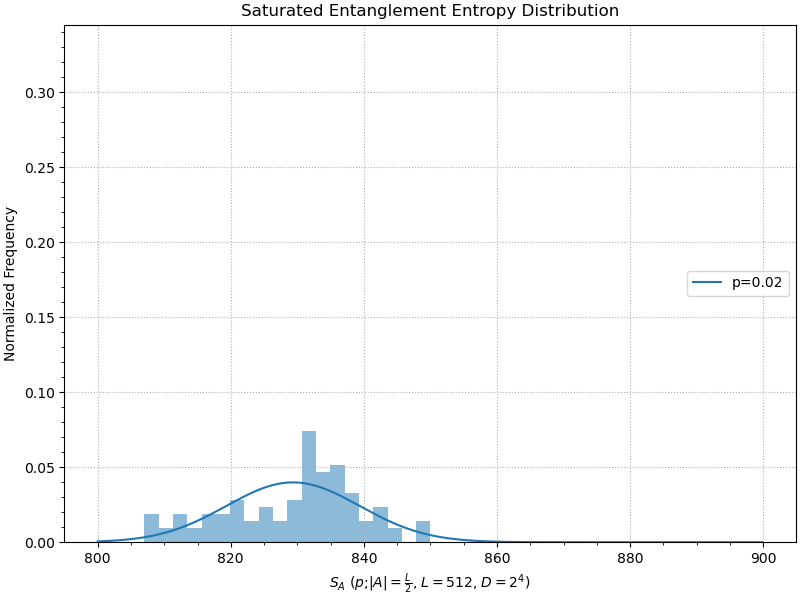 Saturated Entanglement Entropy Distribution
Normalized Frequency
0.30
0.25
0.20
0.15
0.10
0.05
0.00
p=0.02
800 820 840 860 880 900
$S_A$ ($p$;$|A| = \frac{L}{2}$, $L = 512$, $D = 2^4$)